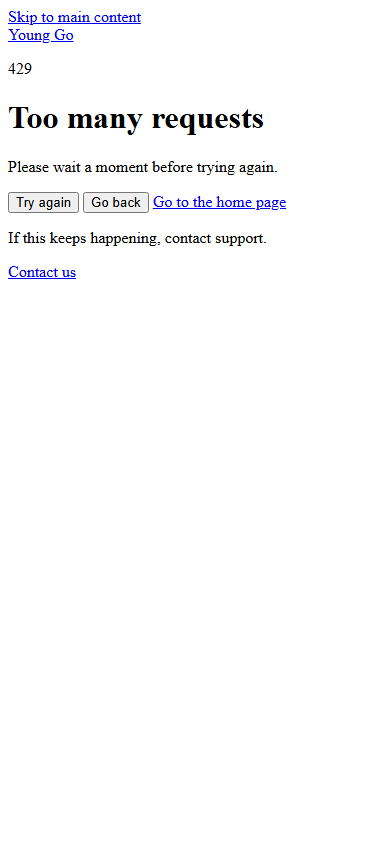 Skip to main content
Young Go
429
Too many requests
Please wait a moment before trying again.
Try again Go back Go to the home page
If this keeps happening, contact support.
Contact us